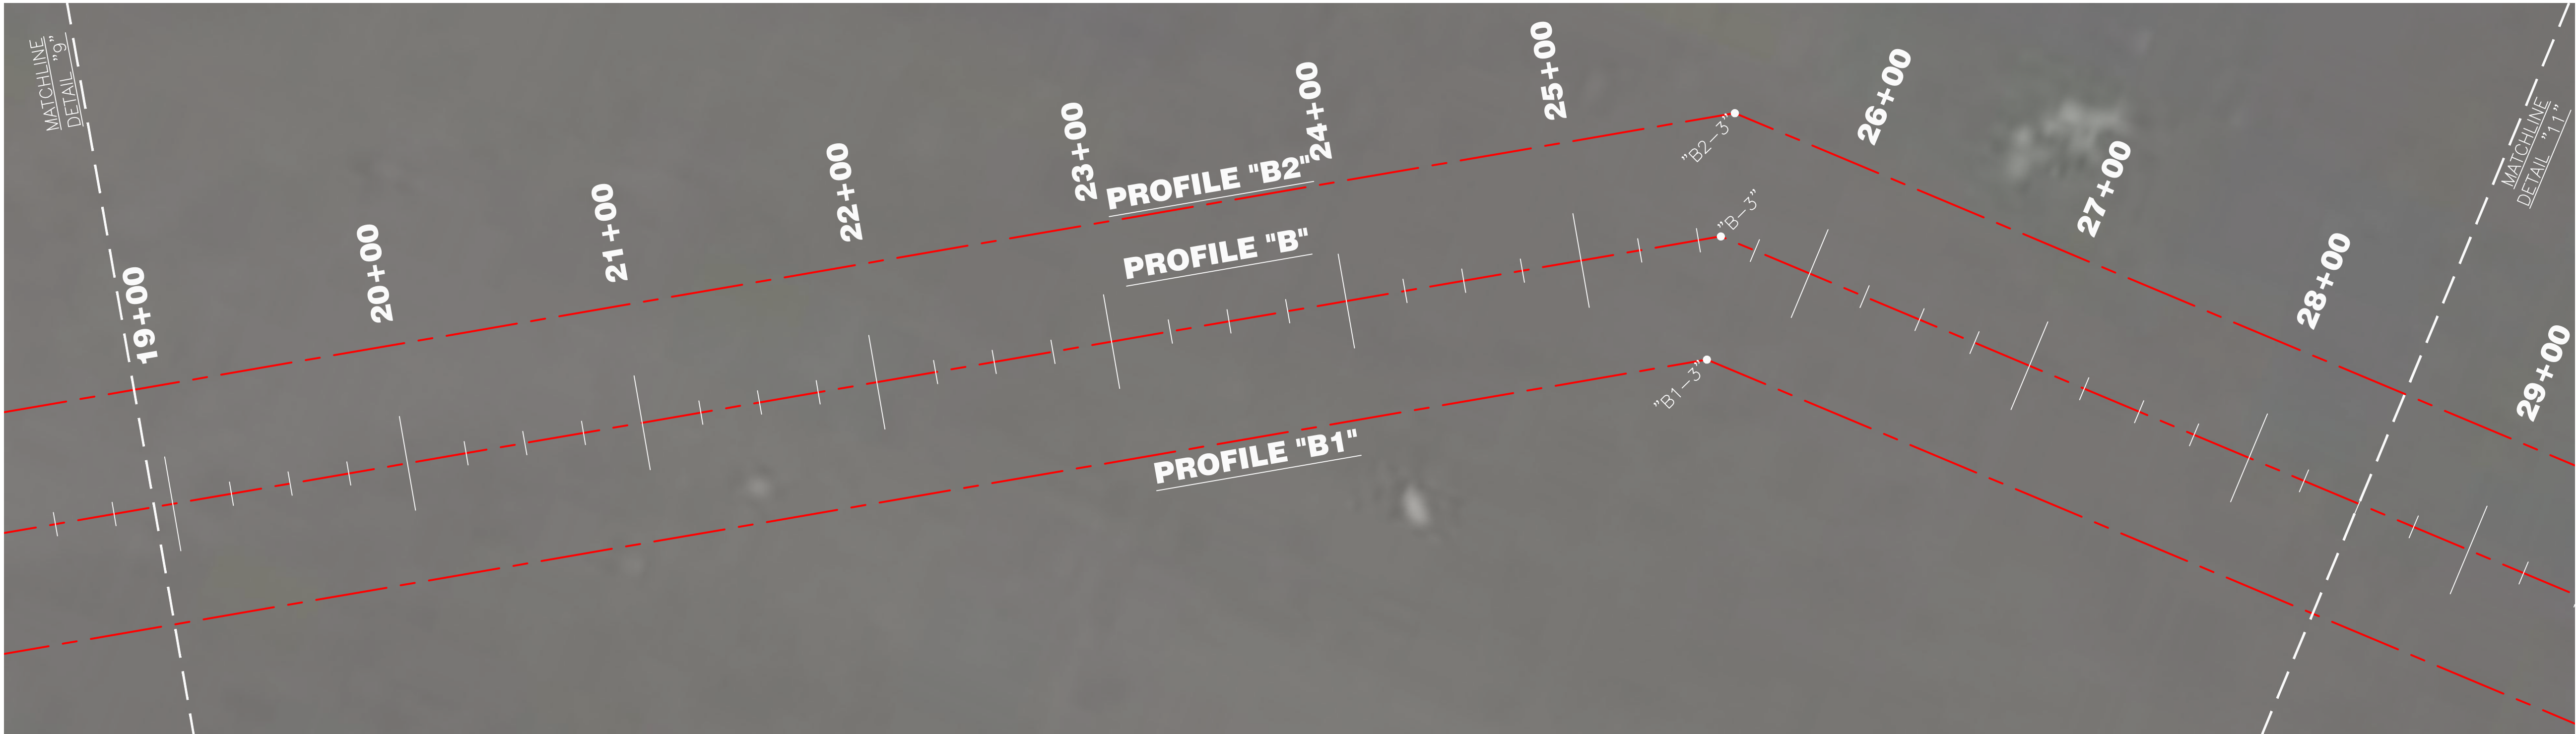 MATCHLINE
DETAIL "9"
19+00
20+00
21+00
22+00
23+00
24+00
25+00
26+00
27+00
28+00
29+00
PROFILE "B2"
PROFILE "B"
PROFILE "B1"
"B2-3"
"B-3"
"B1-3"
MATCHLINE
DETAIL "11"